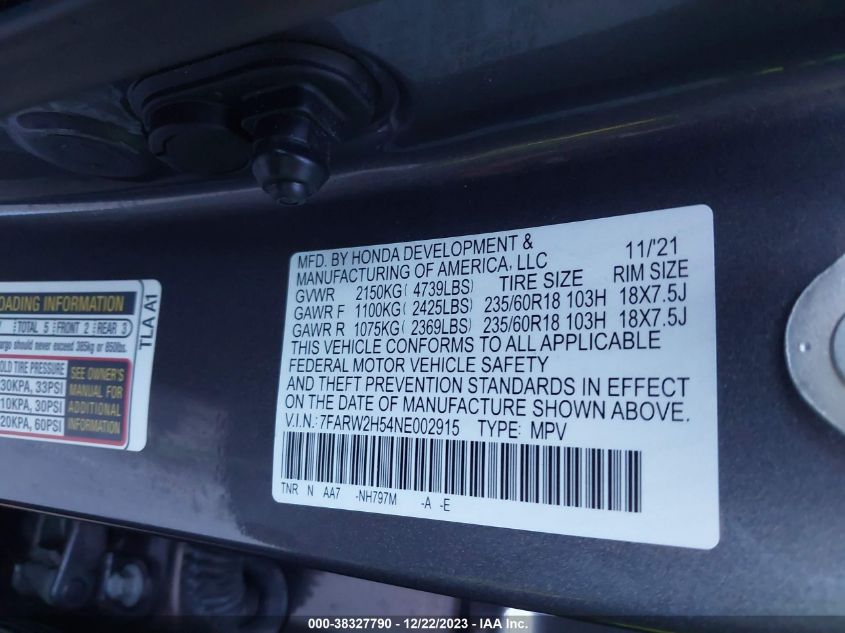 OADING INFORMATION
TOTAL 5 FRONT 2 REAR 3
argo should never exceed 385kg or 850lbs.
OLD TIRE PRESSURE
30KPA, 33PSI
10KPA, 30PSI
20KPA, 60PSI
SEE OWNER'S
MANUAL FOR
ADDITIONAL
INFORMATION
TLA A1
MFD. BY HONDA DEVELOPMENT & 11/'21
MANUFACTURING OF AMERICA, LLC
GVWR 2150KG( 4739LBS) TIRE SIZE RIM SIZE
GAWR F 1100KG( 2425LBS) 235/60R18 103H 18X7.5J
GAWR R 1075KG( 2369LBS) 235/60R18 103H 18X7.5J
THIS VEHICLE CONFORMS TO ALL APPLICABLE
FEDERAL MOTOR VEHICLE SAFETY
AND THEFT PREVENTION STANDARDS IN EFFECT
ON THE DATE OF MANUFACTURE SHOWN ABOVE.
V.I.N.:7FARW2H54NE002915 TYPE: MPV
TNR N AA7 -NH797M -A -E
000-38327790 - 12/22/2023 - IAA Inc.